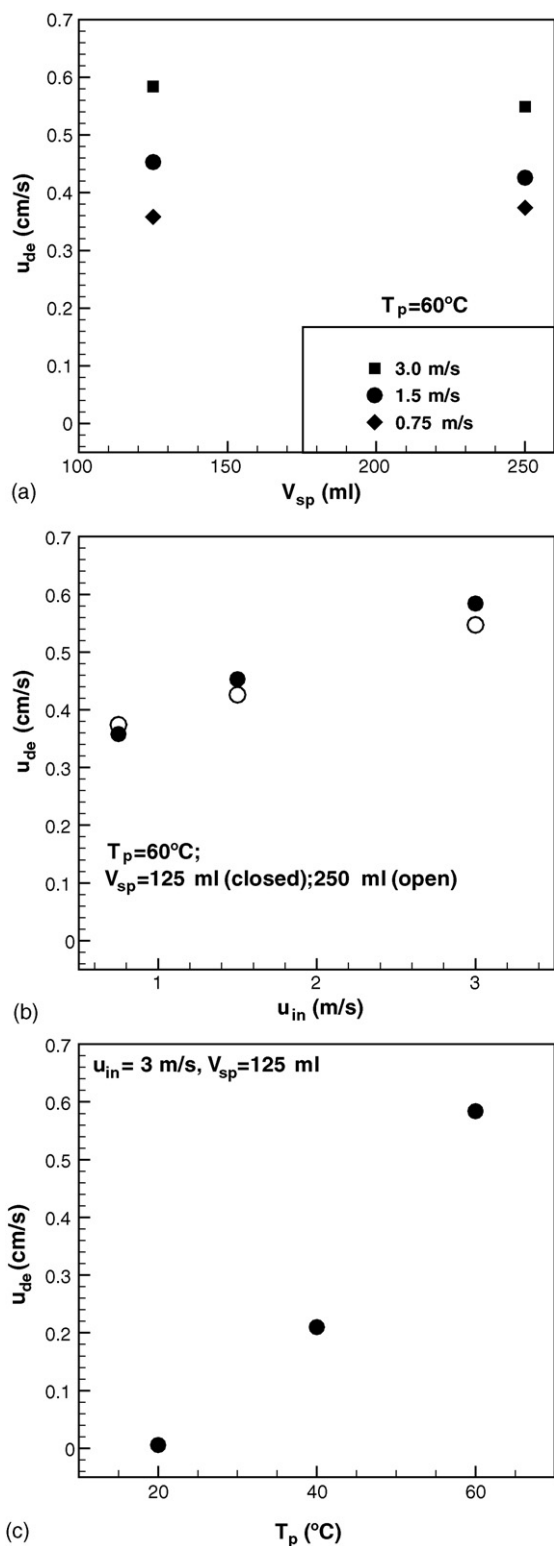 0.7
0.6
0.5
0.4
0.3
0.2
0.1
0
u_de (cm/s)
T_p=60°C
3.0 m/s
1.5 m/s
0.75 m/s
100 150 200 250
V_sp (ml)
(a)
0.7
0.6
0.5
0.4
0.3
0.2
0.1
0
u_de (cm/s)
T_p=60°C;
V_sp=125 ml (closed);250 ml (open)
1 2 3
u_in (m/s)
(b)
0.7
u_in= 3 m/s, V_sp=125 ml
0.6
0.5
0.4
0.3
0.2
0.1
0
u_de (cm/s)
20 40 60
T_p (°C)
(c)